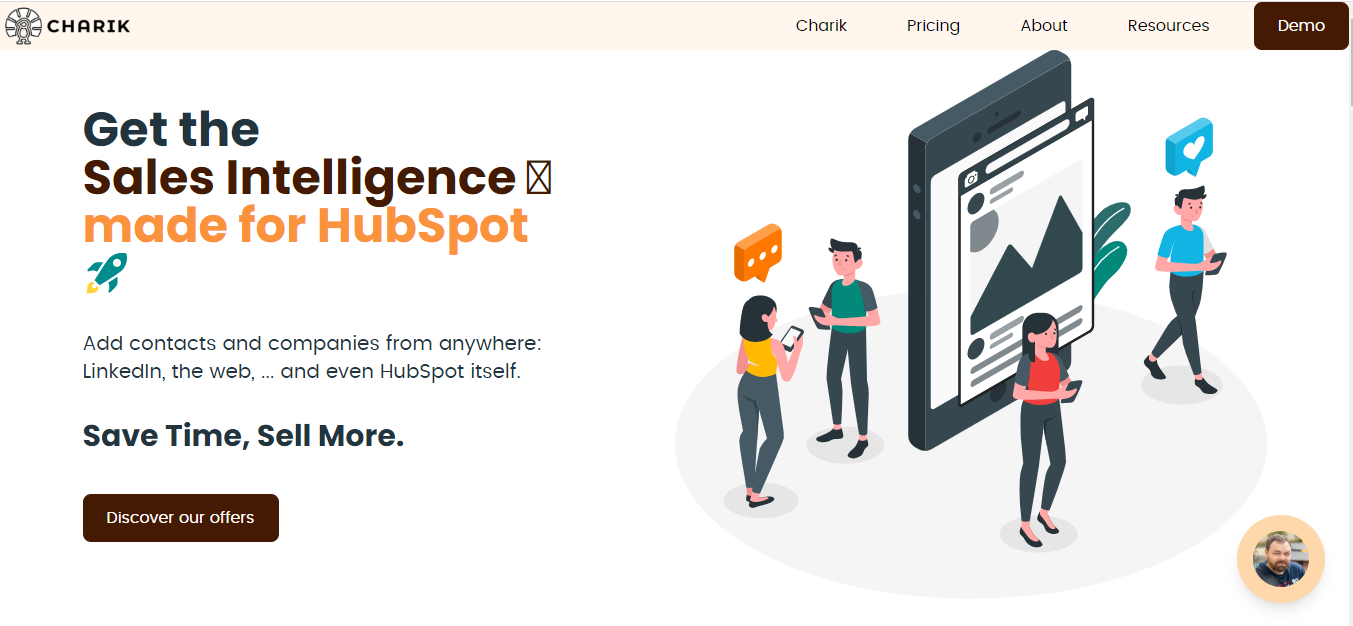 CHARIK
Charik
Pricing
About
Resources
Demo
Get the
Sales Intelligence
made for HubSpot
🚀
Add contacts and companies from anywhere:
LinkedIn, the web, ... and even HubSpot itself.
Save Time, Sell More.
Discover our offers